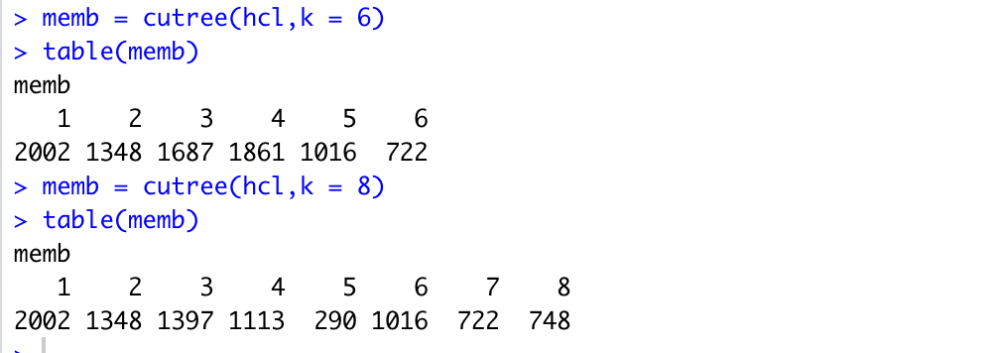 > memb = cutree(hcl,k = 6)
> table(memb)
memb
   1    2    3    4    5    6
2002 1348 1687 1861 1016  722
> memb = cutree(hcl,k = 8)
> table(memb)
memb
   1    2    3    4    5    6    7    8
2002 1348 1397 1113  290 1016  722  748
>